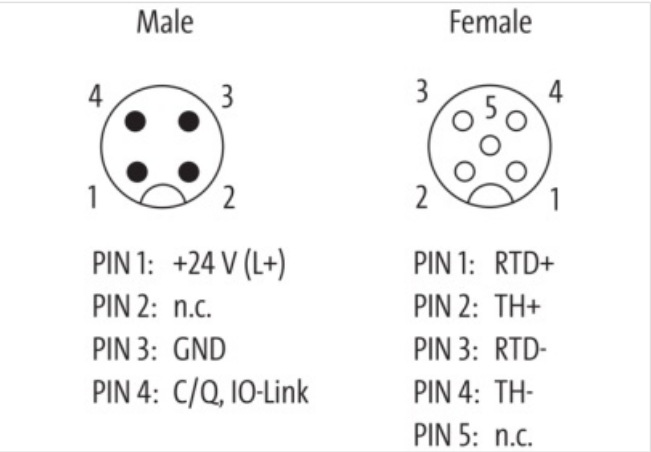 Male
Female
4
3
1
2
3
5
4
2
1
PIN 1: +24 V (L+)
PIN 2: n.c.
PIN 3: GND
PIN 4: C/Q, IO-Link
PIN 1: RTD+
PIN 2: TH+
PIN 3: RTD-
PIN 4: TH-
PIN 5: n.c.